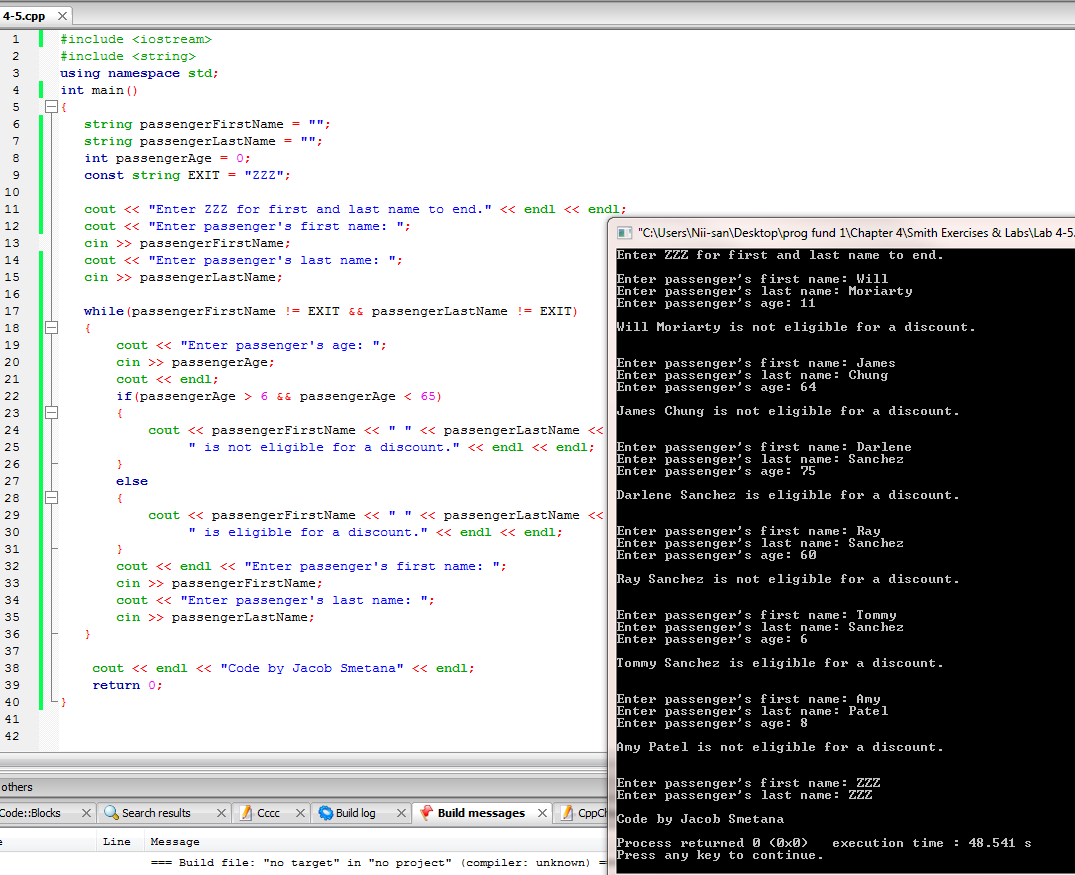 4-5.cpp
1 #include <iostream>
2 #include <string>
3 using namespace std;
4 int main()
5 {
6 string passengerFirstName = "";
7 string passengerLastName = "";
8 int passengerAge = 0;
9 const string EXIT = "ZZZ";
10
11 cout << "Enter ZZZ for first and last name to end." << endl << endl;
12 cout << "Enter passenger's first name: ";
13 cin >> passengerFirstName;
14 cout << "Enter passenger's last name: ";
15 cin >> passengerLastName;
16
17 while(passengerFirstName != EXIT && passengerLastName != EXIT)
18 {
19 cout << "Enter passenger's age: ";
20 cin >> passengerAge;
21 cout << endl;
22 if(passengerAge > 6 && passengerAge < 65)
23 {
24 cout << passengerFirstName << " " << passengerLastName <<
25 " is not eligible for a discount." << endl << endl;
26 }
27 else
28 {
29 cout << passengerFirstName << " " << passengerLastName <<
30 " is eligible for a discount." << endl << endl;
31 }
32 cout << endl << "Enter passenger's first name: ";
33 cin >> passengerFirstName;
34 cout << "Enter passenger's last name: ";
35 cin >> passengerLastName;
36 }
37
38 cout << endl << "Code by Jacob Smetana" << endl;
39 return 0;
40 }
41
42
"C:\Users\Nii-san\Desktop\prog fund 1\Chapter 4\Smith Exercises & Labs\Lab 4-5.
Enter ZZZ for first and last name to end.
Enter passenger's first name: Will
Enter passenger's last name: Moriarty
Enter passenger's age: 11
Will Moriarty is not eligible for a discount.
Enter passenger's first name: James
Enter passenger's last name: Chung
Enter passenger's age: 64
James Chung is not eligible for a discount.
Enter passenger's first name: Darlene
Enter passenger's last name: Sanchez
Enter passenger's age: 75
Darlene Sanchez is eligible for a discount.
Enter passenger's first name: Ray
Enter passenger's last name: Sanchez
Enter passenger's age: 60
Ray Sanchez is not eligible for a discount.
Enter passenger's first name: Tommy
Enter passenger's last name: Sanchez
Enter passenger's age: 6
Tommy Sanchez is eligible for a discount.
Enter passenger's first name: Amy
Enter passenger's last name: Patel
Enter passenger's age: 8
Amy Patel is not eligible for a discount.
Enter passenger's first name: ZZZ
Enter passenger's last name: ZZZ
Code by Jacob Smetana
Process returned 0 (0x0) execution time : 48.541 s
Press any key to continue.
others
Code::Blocks Search results Cccc Build log Build messages CppCh
e Line Message
=== Build file: "no target" in "no project" (compiler: unknown) =